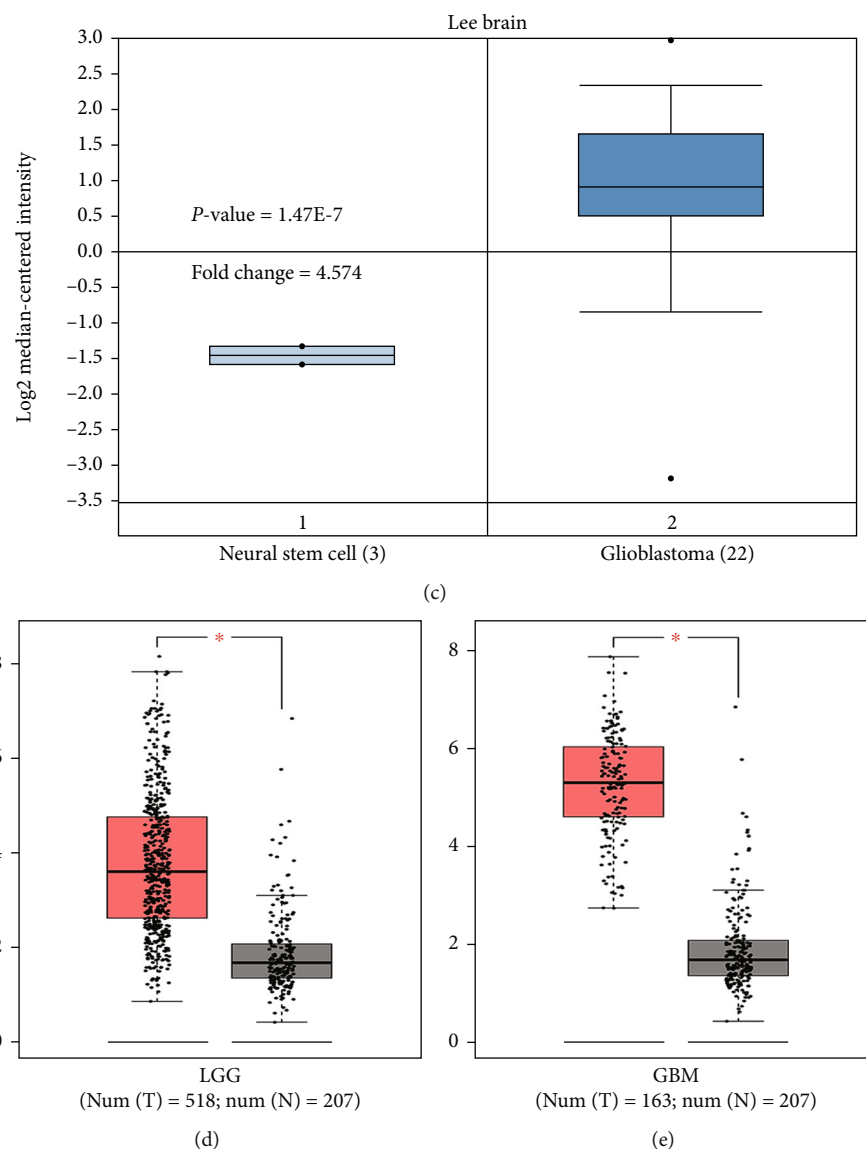 Lee brain
Log2 median-centered intensity
3.0
2.5
2.0
1.5
1.0
0.5
0.0
–0.5
–1.0
–1.5
–2.0
–2.5
–3.0
–3.5
P-value = 1.47E-7
Fold change = 4.574
1
2
Neural stem cell (3)
Glioblastoma (22)
(c)
*
LGG
(Num (T) = 518; num (N) = 207)
(d)
8
6
4
2
0
*
GBM
(Num (T) = 163; num (N) = 207)
(e)